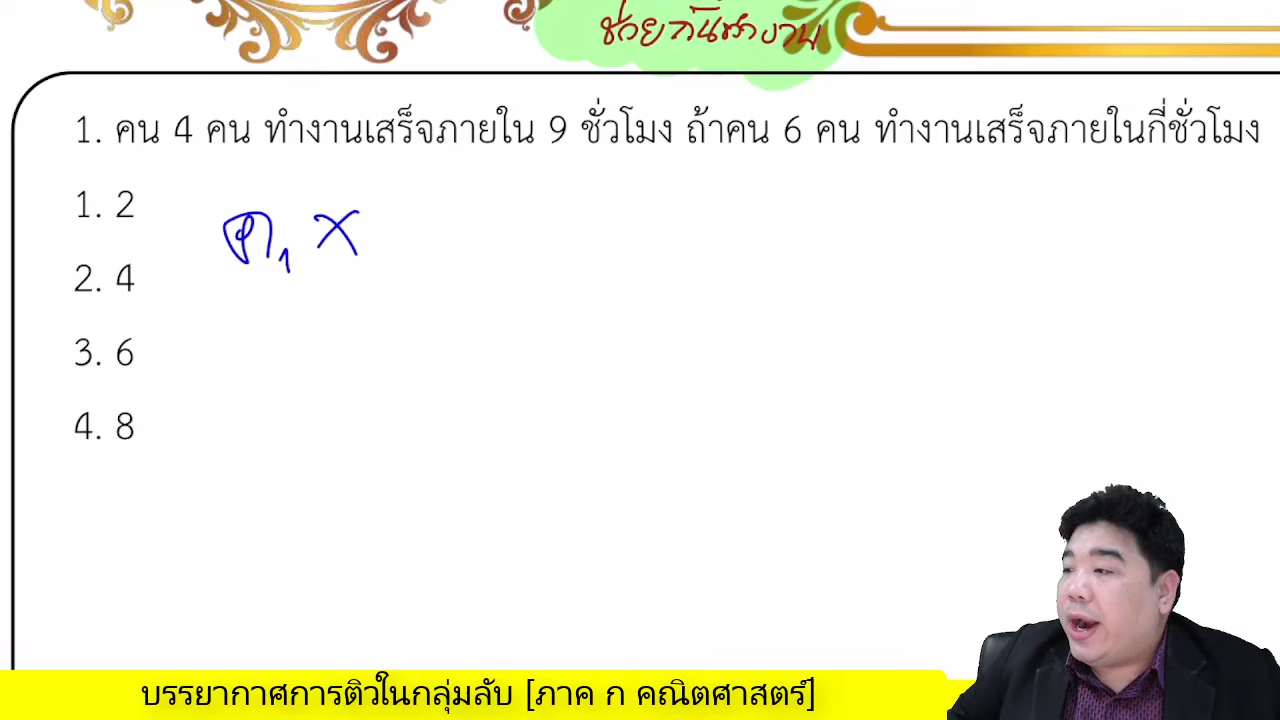 ช่วยกันทำงาน
1. คน 4 คน ทำงานเสร็จภายใน 9 ชั่วโมง ถ้าคน 6 คน ทำงานเสร็จภายในกี่ชั่วโมง
1. 2
ค₁ ×
2. 4
3. 6
4. 8
บรรยากาศการติวในกลุ่มลับ [ภาค ก คณิตศาสตร์]